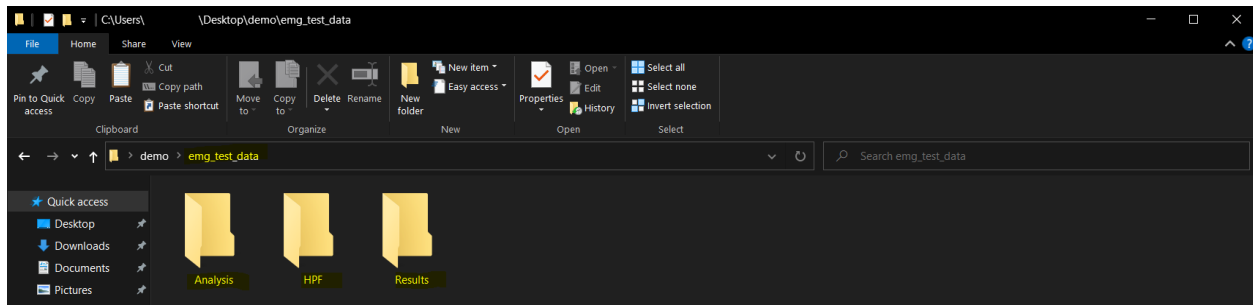 C:\Users\ \Desktop\demo\emg_test_data
File Home Share View
Pin to Quick access
Copy
Paste
Cut
Copy path
Paste shortcut
Clipboard
Move to
Copy to
Delete
Rename
Organize
New folder
New item
Easy access
New
Properties
Open
Edit
History
Open
Select all
Select none
Invert selection
Select
demo > emg_test_data
Search emg_test_data
Quick access
Desktop
Downloads
Documents
Pictures
Analysis
HPF
Results